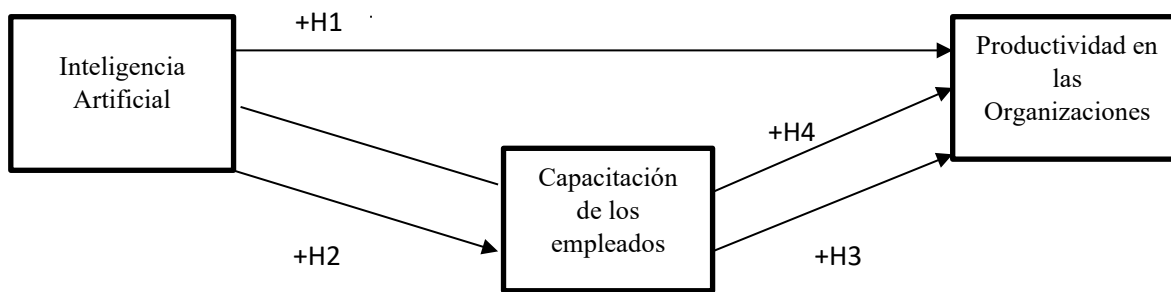 +H1
Inteligencia
Artificial
Productividad en
las
Organizaciones
+H4
Capacitación
de los
empleados
+H2
+H3